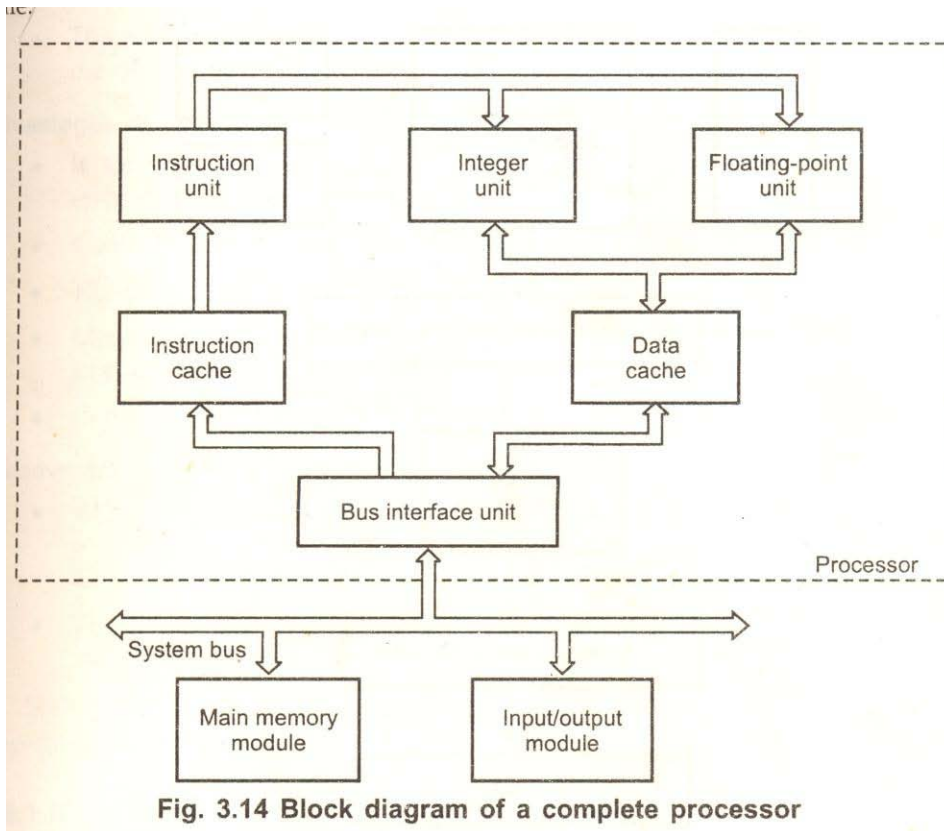 Instruction
unit
Integer
unit
Floating-point
unit
Instruction
cache
Data
cache
Bus interface unit
Processor
System bus
Main memory
module
Input/output
module
Fig. 3.14 Block diagram of a complete processor